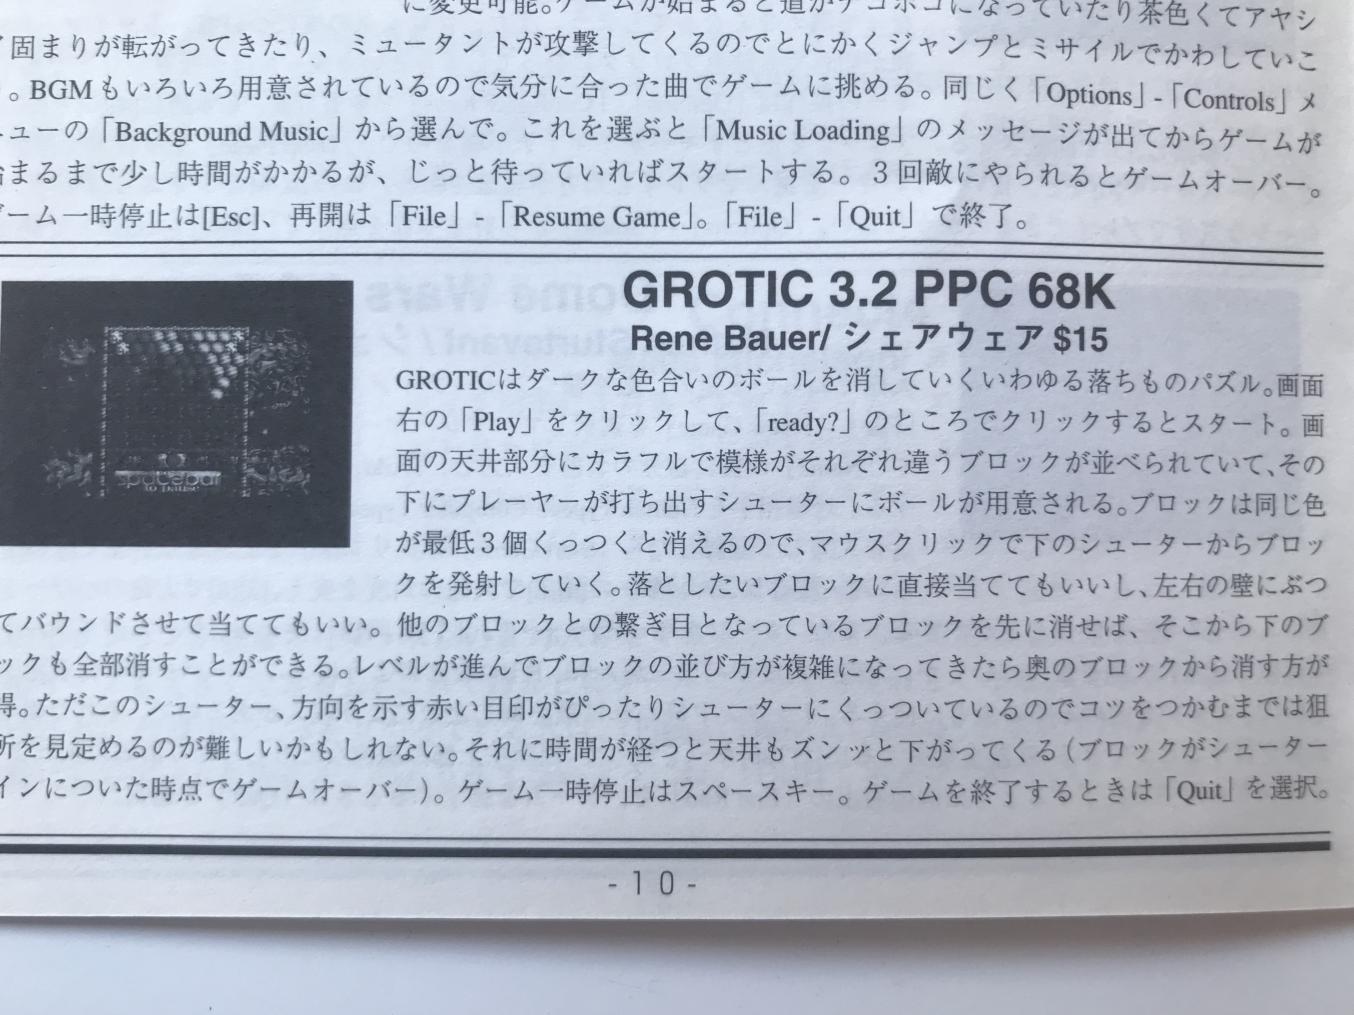 に変更可能。ゲームが始まると道がデコボコになっていたり茶色くてアヤシ
固まりが転がってきたり、ミュータントが攻撃してくるのでとにかくジャンプとミサイルでかわしていこ
。BGMもいろいろ用意されているので気分に合った曲でゲームに挑める。同じく「Options」-「Controls」メ
ニューの「Background Music」から選んで。これを選ぶと「Music Loading」のメッセージが出てからゲームが
始まるまで少し時間がかかるが、じっと待っていればスタートする。3回敵にやられるとゲームオーバー。
ゲーム一時停止は[Esc]、再開は「File」-「Resume Game」。「File」-「Quit」で終了。
GROTIC 3.2 PPC 68K
Rene Bauer/ シェアウェア $15
spacebar
to pause
GROTICはダークな色合いのボールを消していくいわゆる落ちものパズル。画面
右の「Play」をクリックして、「ready?」のところでクリックするとスタート。画
面の天井部分にカラフルで模様がそれぞれ違うブロックが並べられていて、その
下にプレーヤーが打ち出すシューターにボールが用意される。ブロックは同じ色
が最低3個くっつくと消えるので、マウスクリックで下のシューターからブロッ
クを発射していく。落としたいブロックに直接当ててもいいし、左右の壁にぶつ
てバウンドさせて当ててもいい。他のブロックとの繋ぎ目となっているブロックを先に消せば、そこから下のブ
ックも全部消すことができる。レベルが進んでブロックの並び方が複雑になってきたら奥のブロックから消す方が
得。ただこのシューター、方向を示す赤い目印がぴったりシューターにくっついているのでコツをつかむまでは狙
所を見定めるのが難しいかもしれない。それに時間が経つと天井もズンッと下がってくる（ブロックがシューター
インについた時点でゲームオーバー）。ゲーム一時停止はスペースキー。ゲームを終了するときは「Quit」を選択。
- 1 0 -